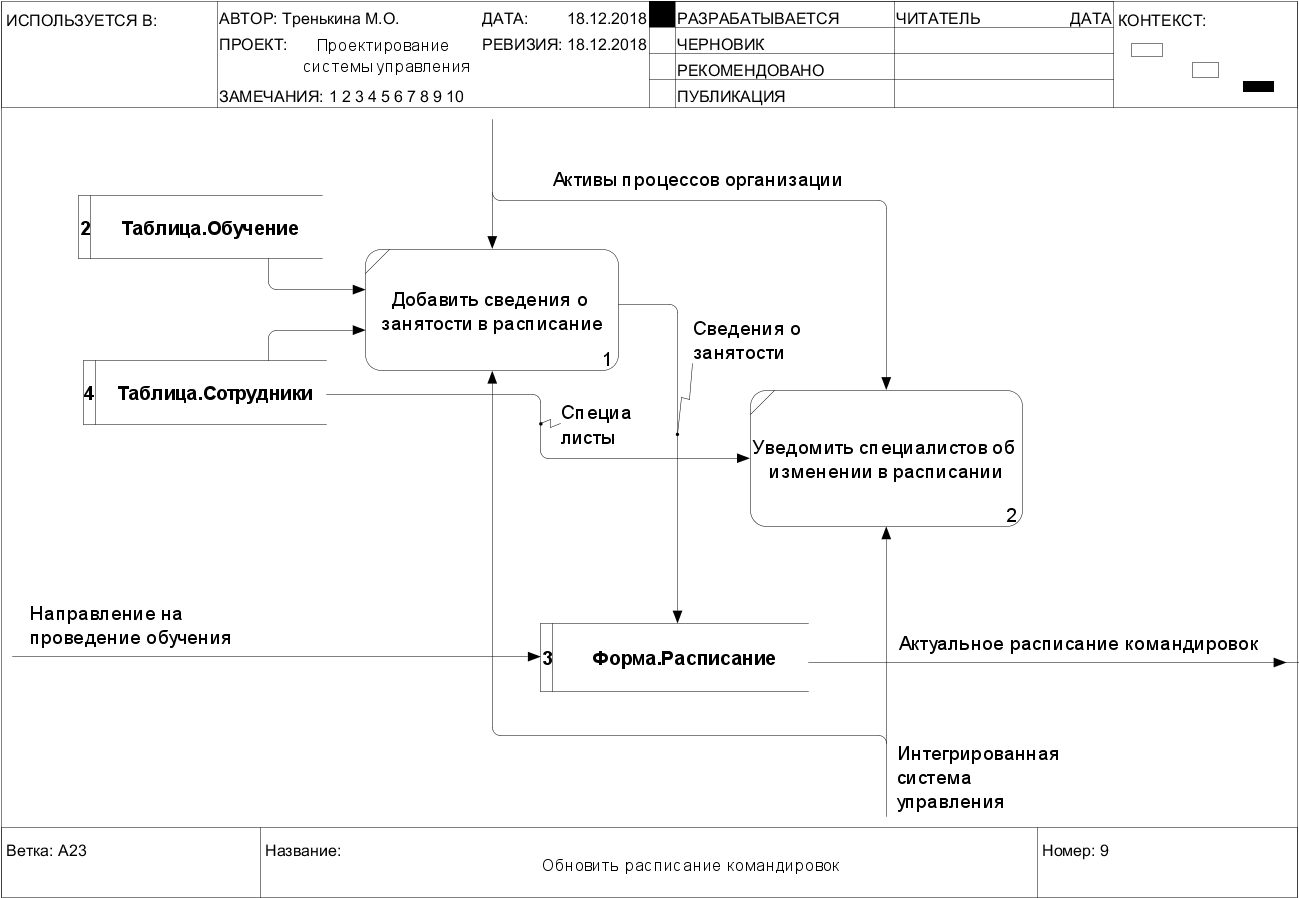 ИСПОЛЬЗУЕТСЯ В:
АВТОР: Тренькина М.О.
ДАТА: 18.12.2018
ПРОЕКТ: Проектирование
системы управления
РЕВИЗИЯ: 18.12.2018
ЗАМЕЧАНИЯ: 1 2 3 4 5 6 7 8 9 10
РАЗРАБАТЫВАЕТСЯ
ЧЕРНОВИК
РЕКОМЕНДОВАНО
ПУБЛИКАЦИЯ
ЧИТАТЕЛЬ
ДАТА
КОНТЕКСТ:
Активы процессов организации
2
Таблица.Обучение
Добавить сведения о
занятости в расписание
1
Сведения о
занятости
4
Таблица.Сотрудники
Специа
листы
Уведомить специалистов об
изменении в расписании
2
Направление на
проведение обучения
3
Форма.Расписание
Актуальное расписание командировок
Интегрированная
система
управления
Ветка: A23
Название:
Обновить расписание командировок
Номер: 9